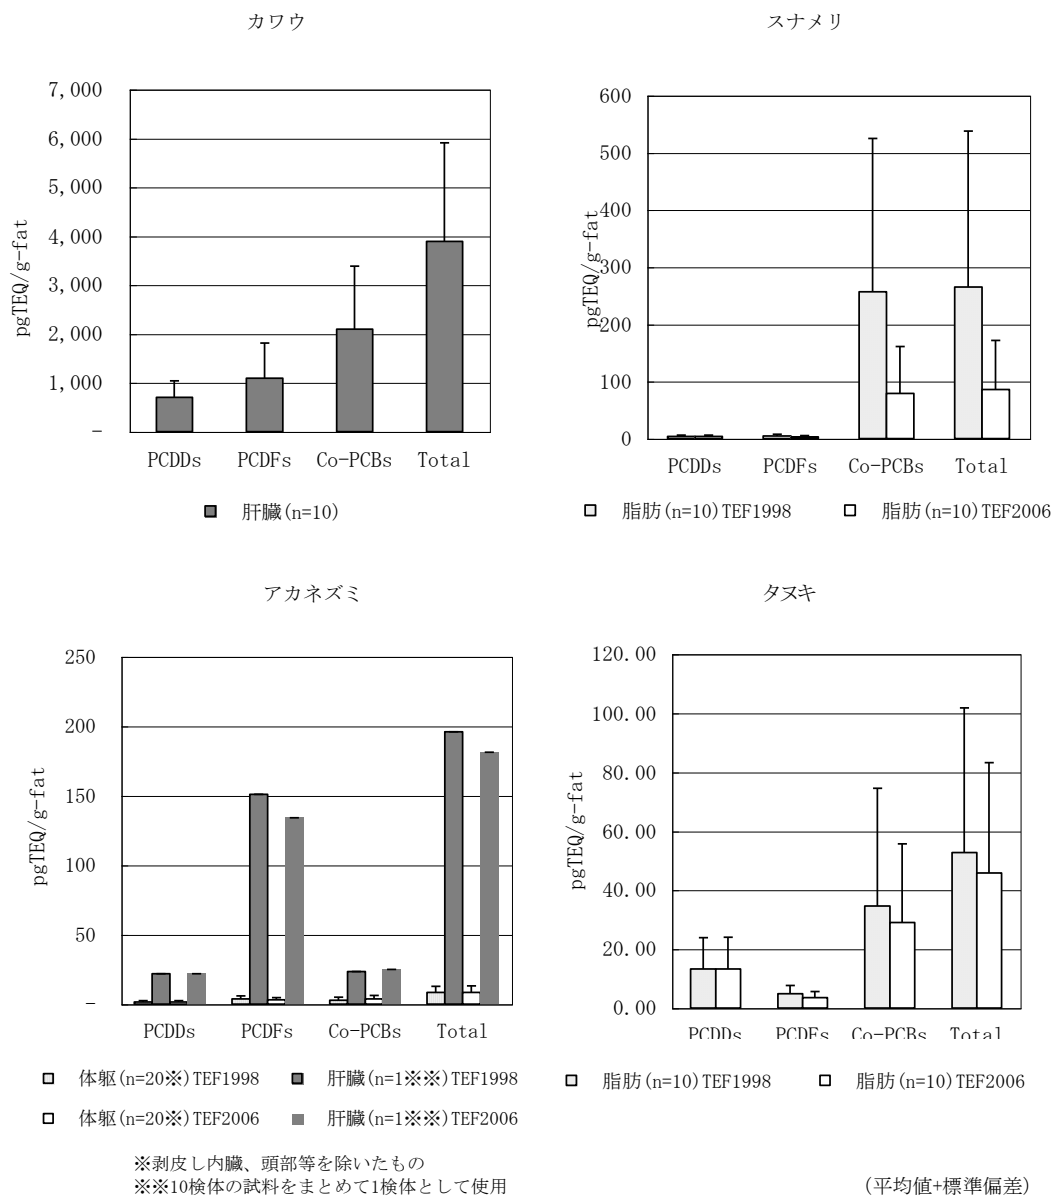 カワウ
7,000
6,000
5,000
4,000
3,000
2,000
1,000
–
pgTEQ/g-fat
PCDDs PCDFs Co-PCBs Total
肝臓(n=10)
スナメリ
600
500
400
300
200
100
0
pgTEQ/g-fat
PCDDs PCDFs Co-PCBs Total
脂肪(n=10)TEF1998 脂肪(n=10)TEF2006
アカネズミ
250
200
150
100
50
–
pgTEQ/g-fat
PCDDs PCDFs Co-PCBs Total
体躯(n=20※)TEF1998 肝臓(n=1※※)TEF1998
体躯(n=20※)TEF2006 肝臓(n=1※※)TEF2006
※剥皮し内臓、頭部等を除いたもの
※※10検体の試料をまとめて1検体として使用
タヌキ
120.00
100.00
80.00
60.00
40.00
20.00
0.00
pgTEQ/g-fat
PCDDs PCDFs Co-PCBs Total
脂肪(n=10)TEF1998 脂肪(n=10)TEF2006
(平均値+標準偏差)